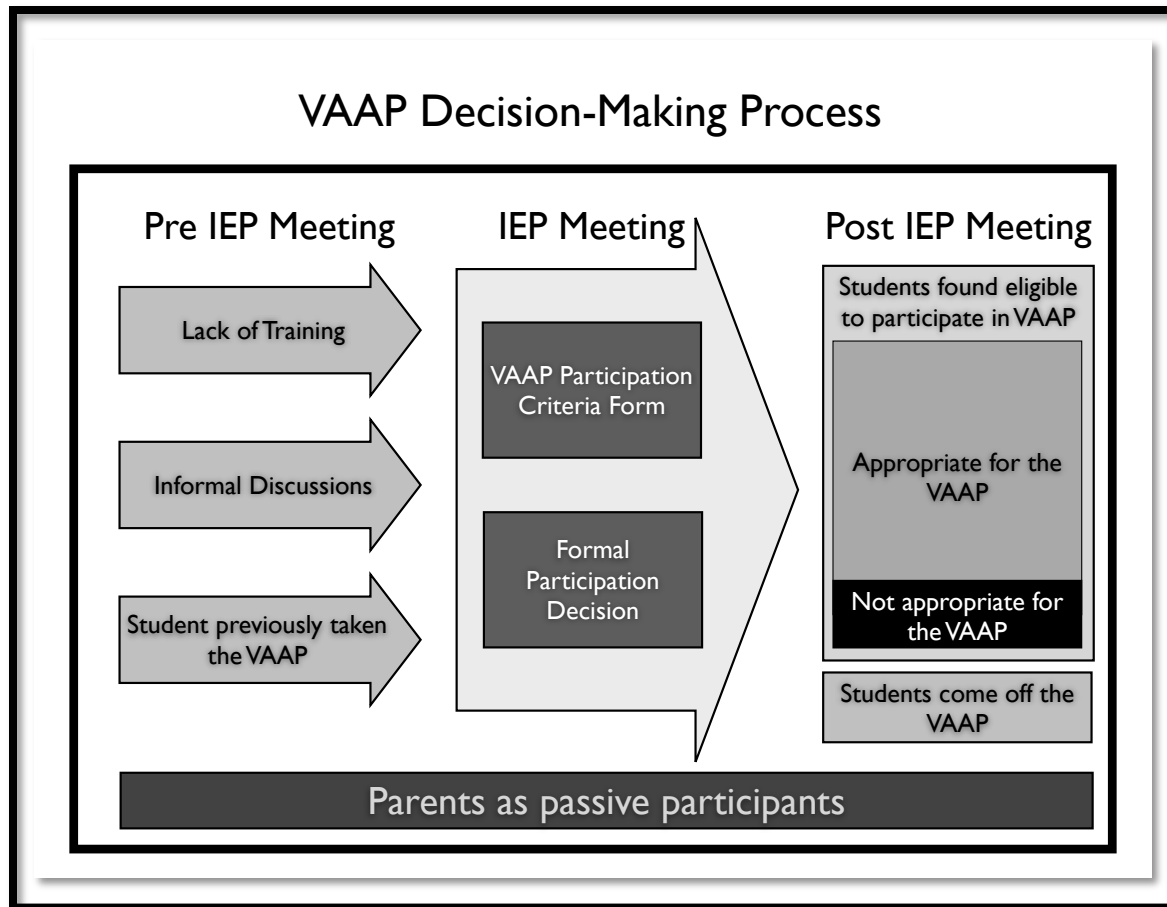 VAAP Decision-Making Process
Pre IEP Meeting
Lack of Training
Informal Discussions
Student previously taken
the VAAP
IEP Meeting
VAAP Participation
Criteria Form
Formal
Participation
Decision
Post IEP Meeting
Students found eligible
to participate in VAAP
Appropriate for the
VAAP
Not appropriate for
the VAAP
Students come off the
VAAP
Parents as passive participants